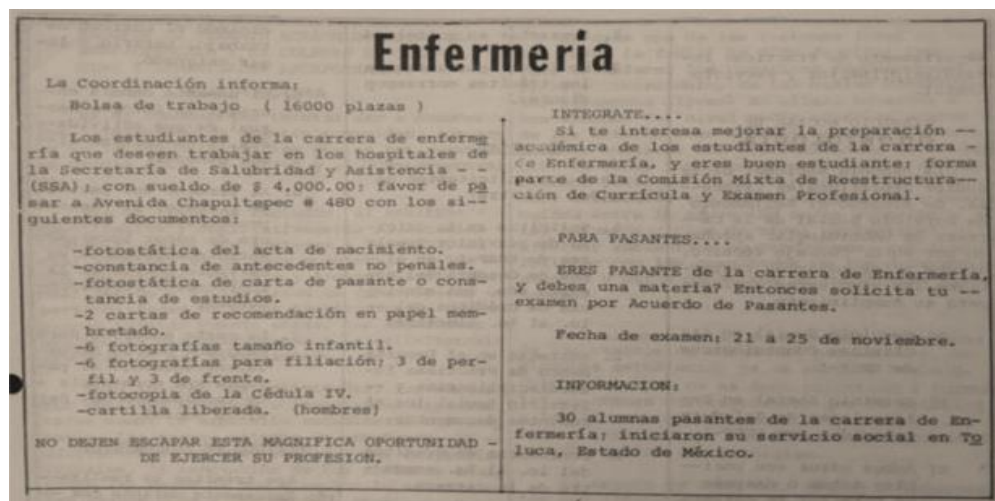 Enfermeria
La Coordinación informa:
Bolsa de trabajo ( 16000 plazas )
Los estudiantes de la carrera de enferme
ría que deseen trabajar en los hospitales de
la Secretaría de Salubridad y Asistencia - -
(SSA); con sueldo de $ 4,000.00: favor de pa
sar a Avenida Chapultepec # 480 con los si--
guientes documentos:
-fotostática del acta de nacimiento.
-constancia de antecedentes no penales.
-fotostática de carta de pasante o cons-
tancia de estudios.
-2 cartas de recomendación en papel mem-
bretado.
-6 fotografías tamaño infantil.
-6 fotografías para filiación; 3 de per-
fil y 3 de frente.
-fotocopia de la Cédula IV.
-cartilla liberada. (hombres)
NO DEJEN ESCAPAR ESTA MAGNIFICA OPORTUNIDAD -
DE EJERCER SU PROFESION.
INTEGRATE....
Si te interesa mejorar la preparación --
académica de los estudiantes de la carrera -
de Enfermería, y eres buen estudiante; forma
parte de la Comisión Mixta de Reestructura--
ción de Currícula y Examen Profesional.
PARA PASANTES....
ERES PASANTE de la carrera de Enfermería,
y debes una materia? Entonces solicita tu --
examen por Acuerdo de Pasantes.
Fecha de examen: 21 a 25 de noviembre.
INFORMACION:
30 alumnas pasantes de la carrera de En-
fermería; iniciaron su servicio social en To
luca, Estado de México.